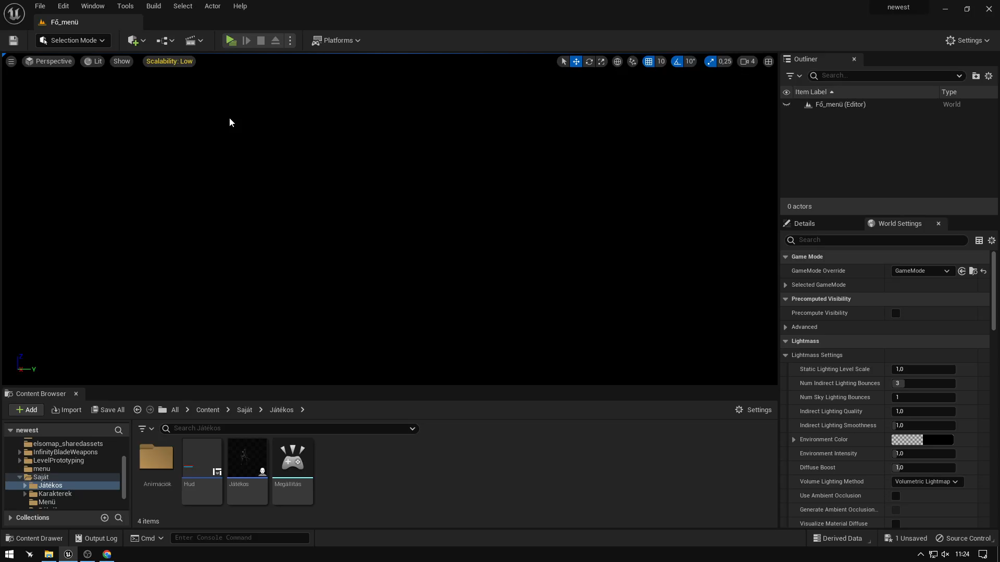 File Edit Window Tools Build Select Actor Help
newest
Fő_menü
Selection Mode
Platforms
Settings
Perspective Lit Show Scalability: Low
10 10° 0,25 4
Outliner
Search...
Item Label Type
Fő_menü (Editor) World
0 actors
Details World Settings
Search
Game Mode
GameMode Override GameMode
Selected GameMode
Precomputed Visibility
Precompute Visibility
Advanced
Lightmass
Lightmass Settings
Static Lighting Level Scale 1,0
Num Indirect Lighting Bounces 3
Num Sky Lighting Bounces 1
Indirect Lighting Quality 1,0
Indirect Lighting Smoothness 1,0
Environment Color
Environment Intensity 1,0
Diffuse Boost 1,0
Volume Lighting Method Volumetric Lightmap
Use Ambient Occlusion
Generate Ambient Occlusion...
Visualize Material Diffuse
Z
X Y
Content Browser
Add Import Save All All Content Saját Játékos Settings
newest
Search Játékos
elsomap_sharedassets
InfinityBladeWeapons
LevelPrototyping
menu
Saját
Játékos
Karakterek
Menü
Animációk Hud Játékos Megállítás
Collections
4 items
Content Drawer Output Log Cmd Enter Console Command
Derived Data 1 Unsaved Source Control
11:24